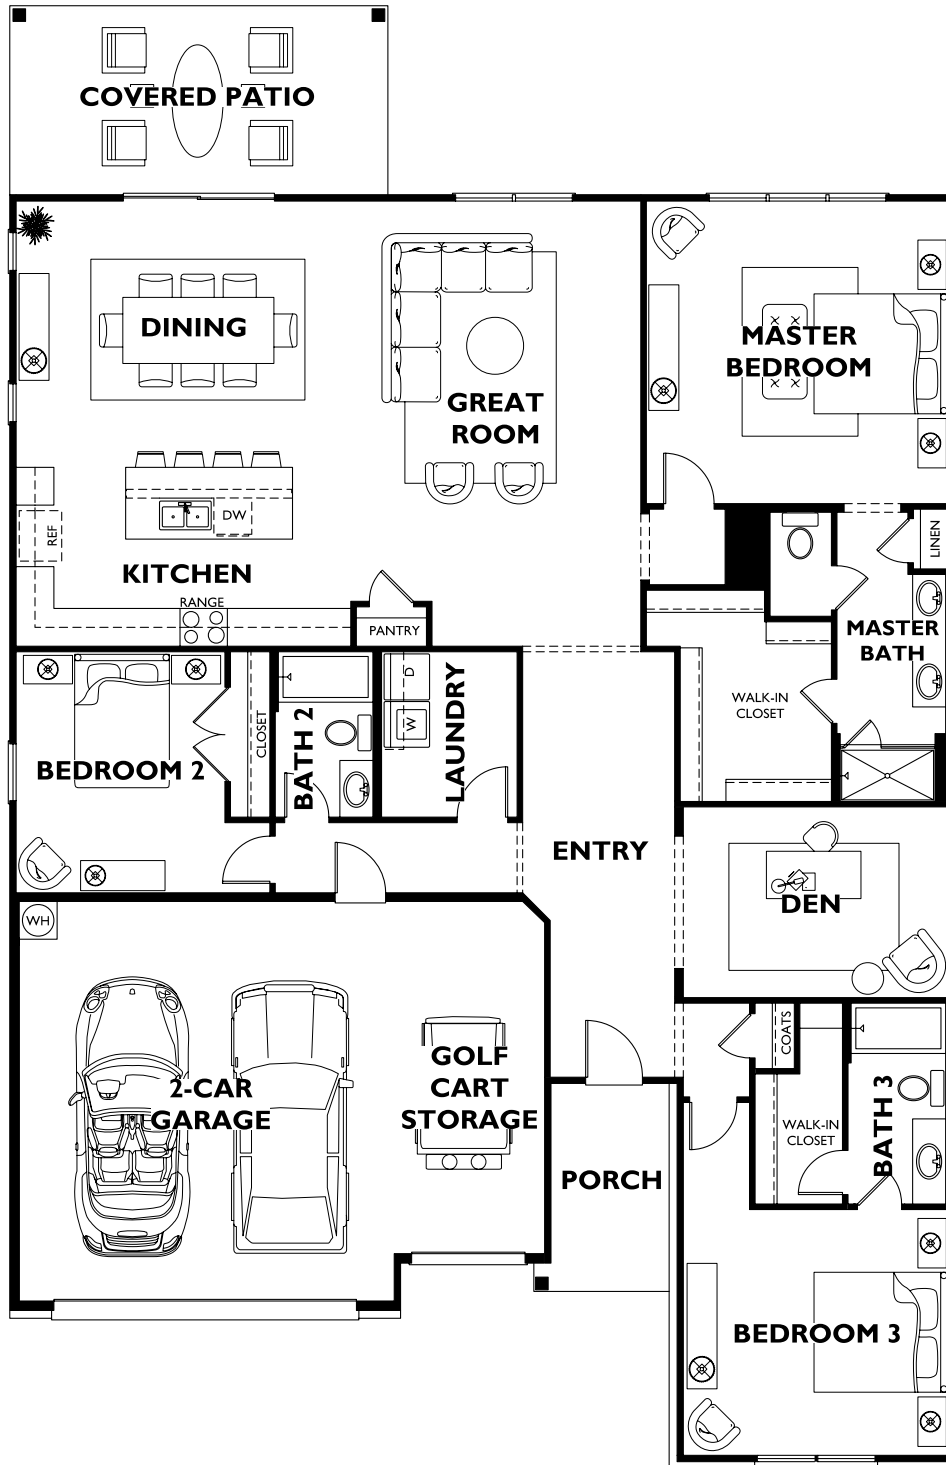 COVERED PATIO
DINING
GREAT
ROOM
MASTER
BEDROOM
DW
REF
KITCHEN
RANGE
PANTRY
LINEN
MASTER
BATH
WALK-IN
CLOSET
BEDROOM 2
CLOSET
BATH 2
D
W
LAUNDRY
ENTRY
DEN
WH
2-CAR
GARAGE
GOLF
CART
STORAGE
COATS
WALK-IN
CLOSET
BATH 3
PORCH
BEDROOM 3